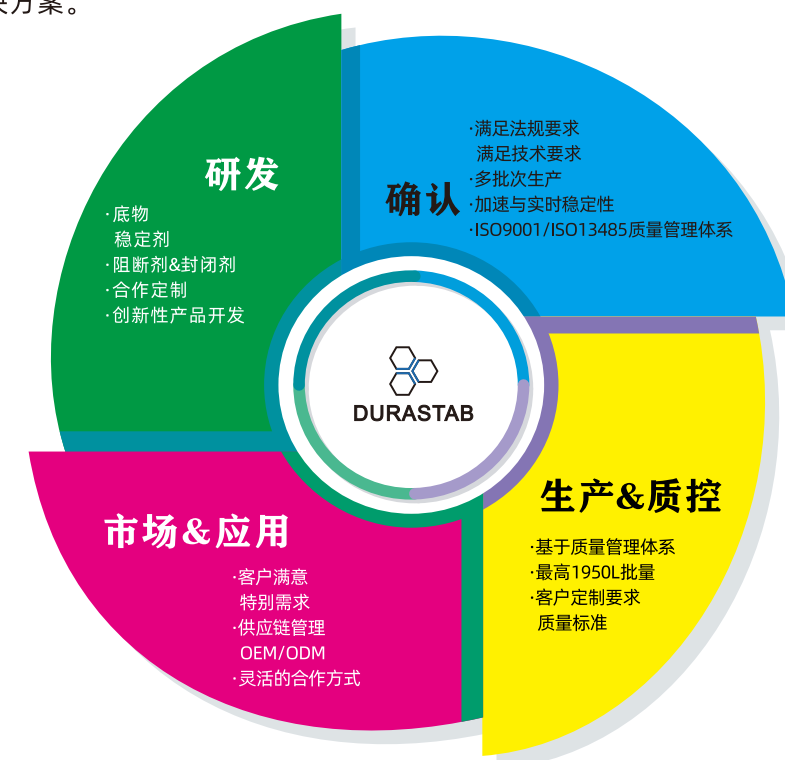 决方案。
研发
·底物
稳定剂
·阻断剂&封闭剂
·合作定制
·创新性产品开发
确认
·满足法规要求
满足技术要求
·多批次生产
·加速与实时稳定性
·ISO9001/ISO13485质量管理体系
DURASTAB
市场&应用
·客户满意
特别需求
·供应链管理
OEM/ODM
·灵活的合作方式
生产&质控
·基于质量管理体系
·最高1950L批量
·客户定制要求
质量标准